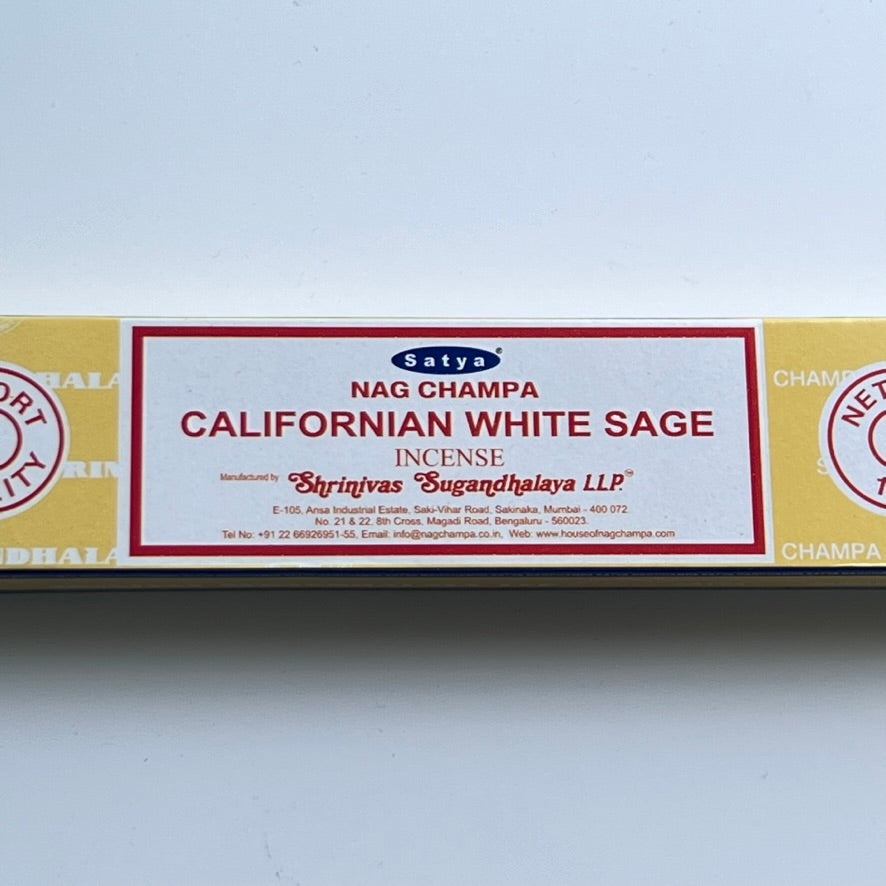 Satya®
NAG CHAMPA
CALIFORNIAN WHITE SAGE
INCENSE
Manufactured by Shrinivas Sugandhalaya LLP.™
E-105, Ansa Industrial Estate, Saki-Vihar Road, Sakinaka, Mumbai - 400 072.
No. 21 & 22, 8th Cross, Magadi Road, Bengaluru - 560023.
Tel No: +91 22 66926951-55, Email: info@nagchampa.co.in, Web: www.houseofnagchampa.com
NET
CHAMPA